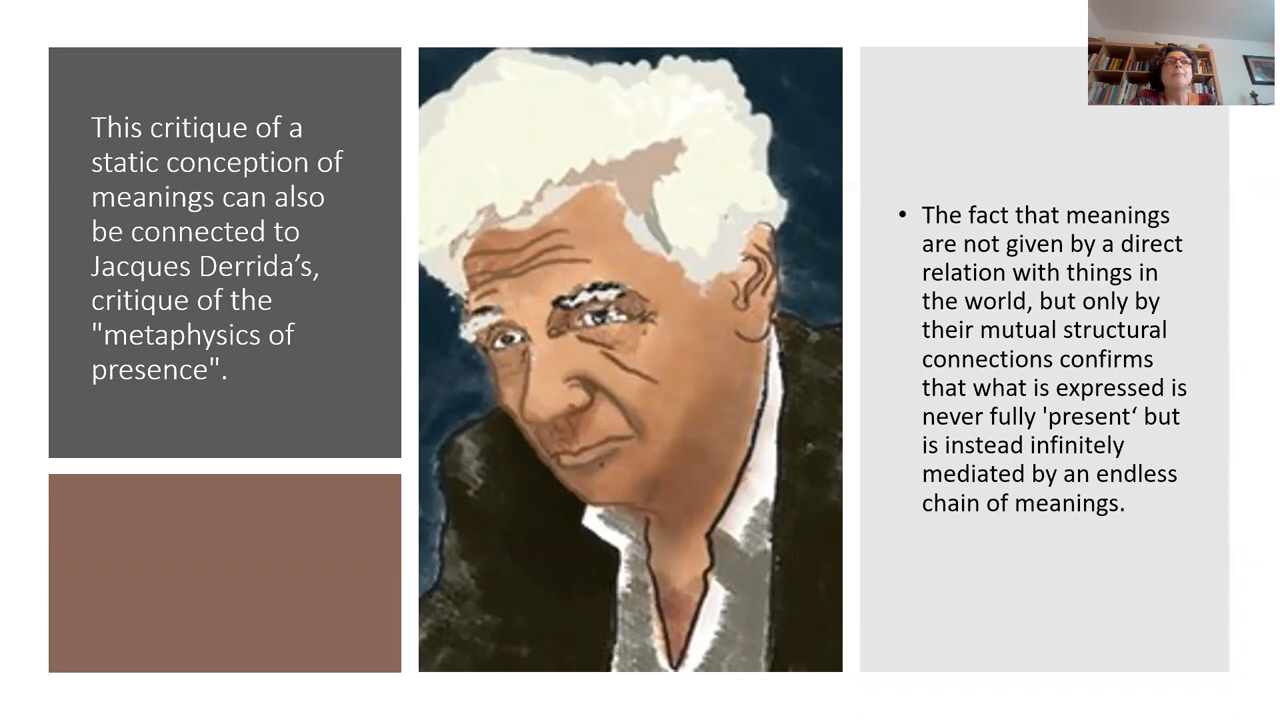 This critique of a
static conception of
meanings can also
be connected to
Jacques Derrida’s,
critique of the
"metaphysics of
presence".
• The fact that meanings
are not given by a direct
relation with things in
the world, but only by
their mutual structural
connections confirms
that what is expressed is
never fully 'present‘ but
is instead infinitely
mediated by an endless
chain of meanings.